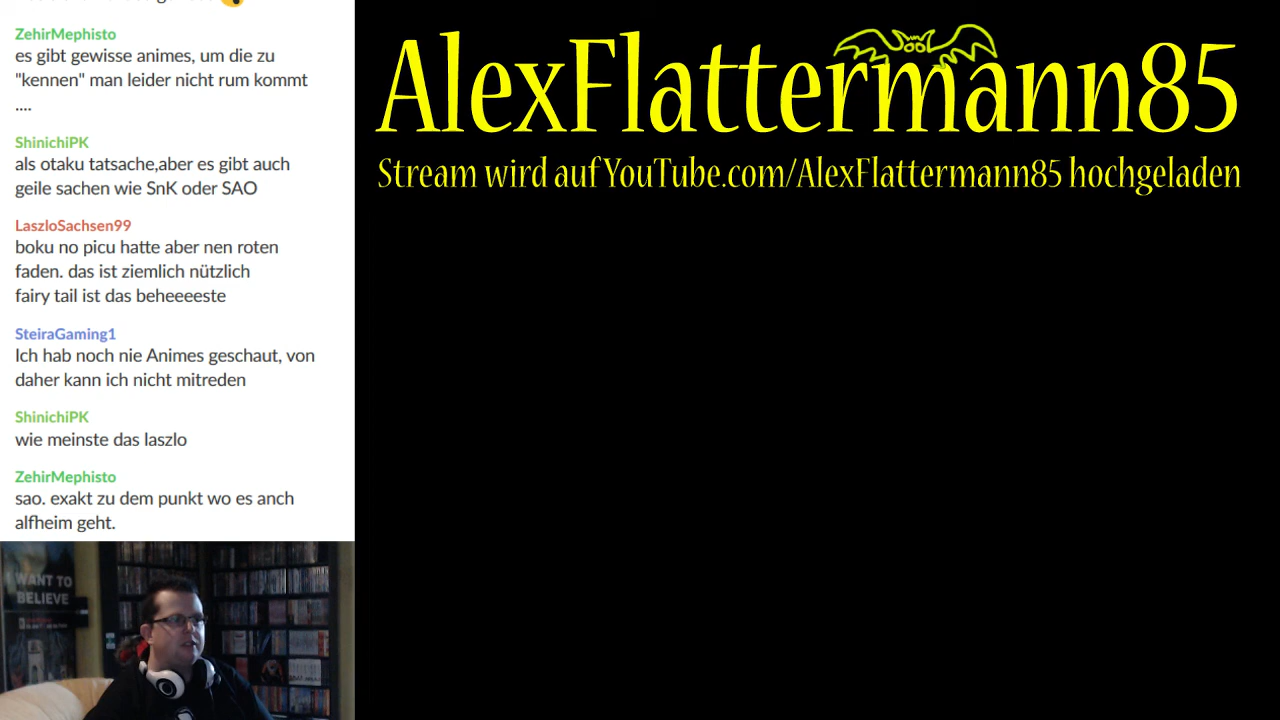 ZehirMephisto
es gibt gewisse animes, um die zu
"kennen" man leider nicht rum kommt
....
ShinichiPK
als otaku tatsache,aber es gibt auch
geile sachen wie SnK oder SAO
LaszloSachsen99
boku no picu hatte aber nen roten
faden. das ist ziemlich nützlich
fairy tail ist das beheeeeste
SteiraGaming1
Ich hab noch nie Animes geschaut, von
daher kann ich nicht mitreden
ShinichiPK
wie meinste das laszlo
ZehirMephisto
sao. exakt zu dem punkt wo es anch
alfheim geht.
AlexFlattermann85
Stream wird auf YouTube.com/AlexFlattermann85 hochgeladen
I WANT TO
BELIEVE